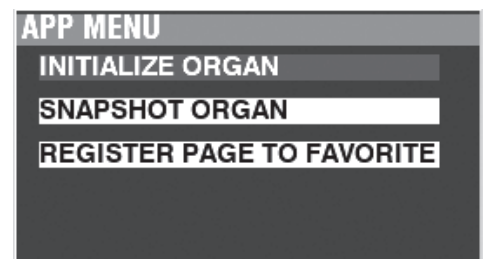 APP MENU
INITIALIZE ORGAN
SNAPSHOT ORGAN
REGISTER PAGE TO FAVORITE